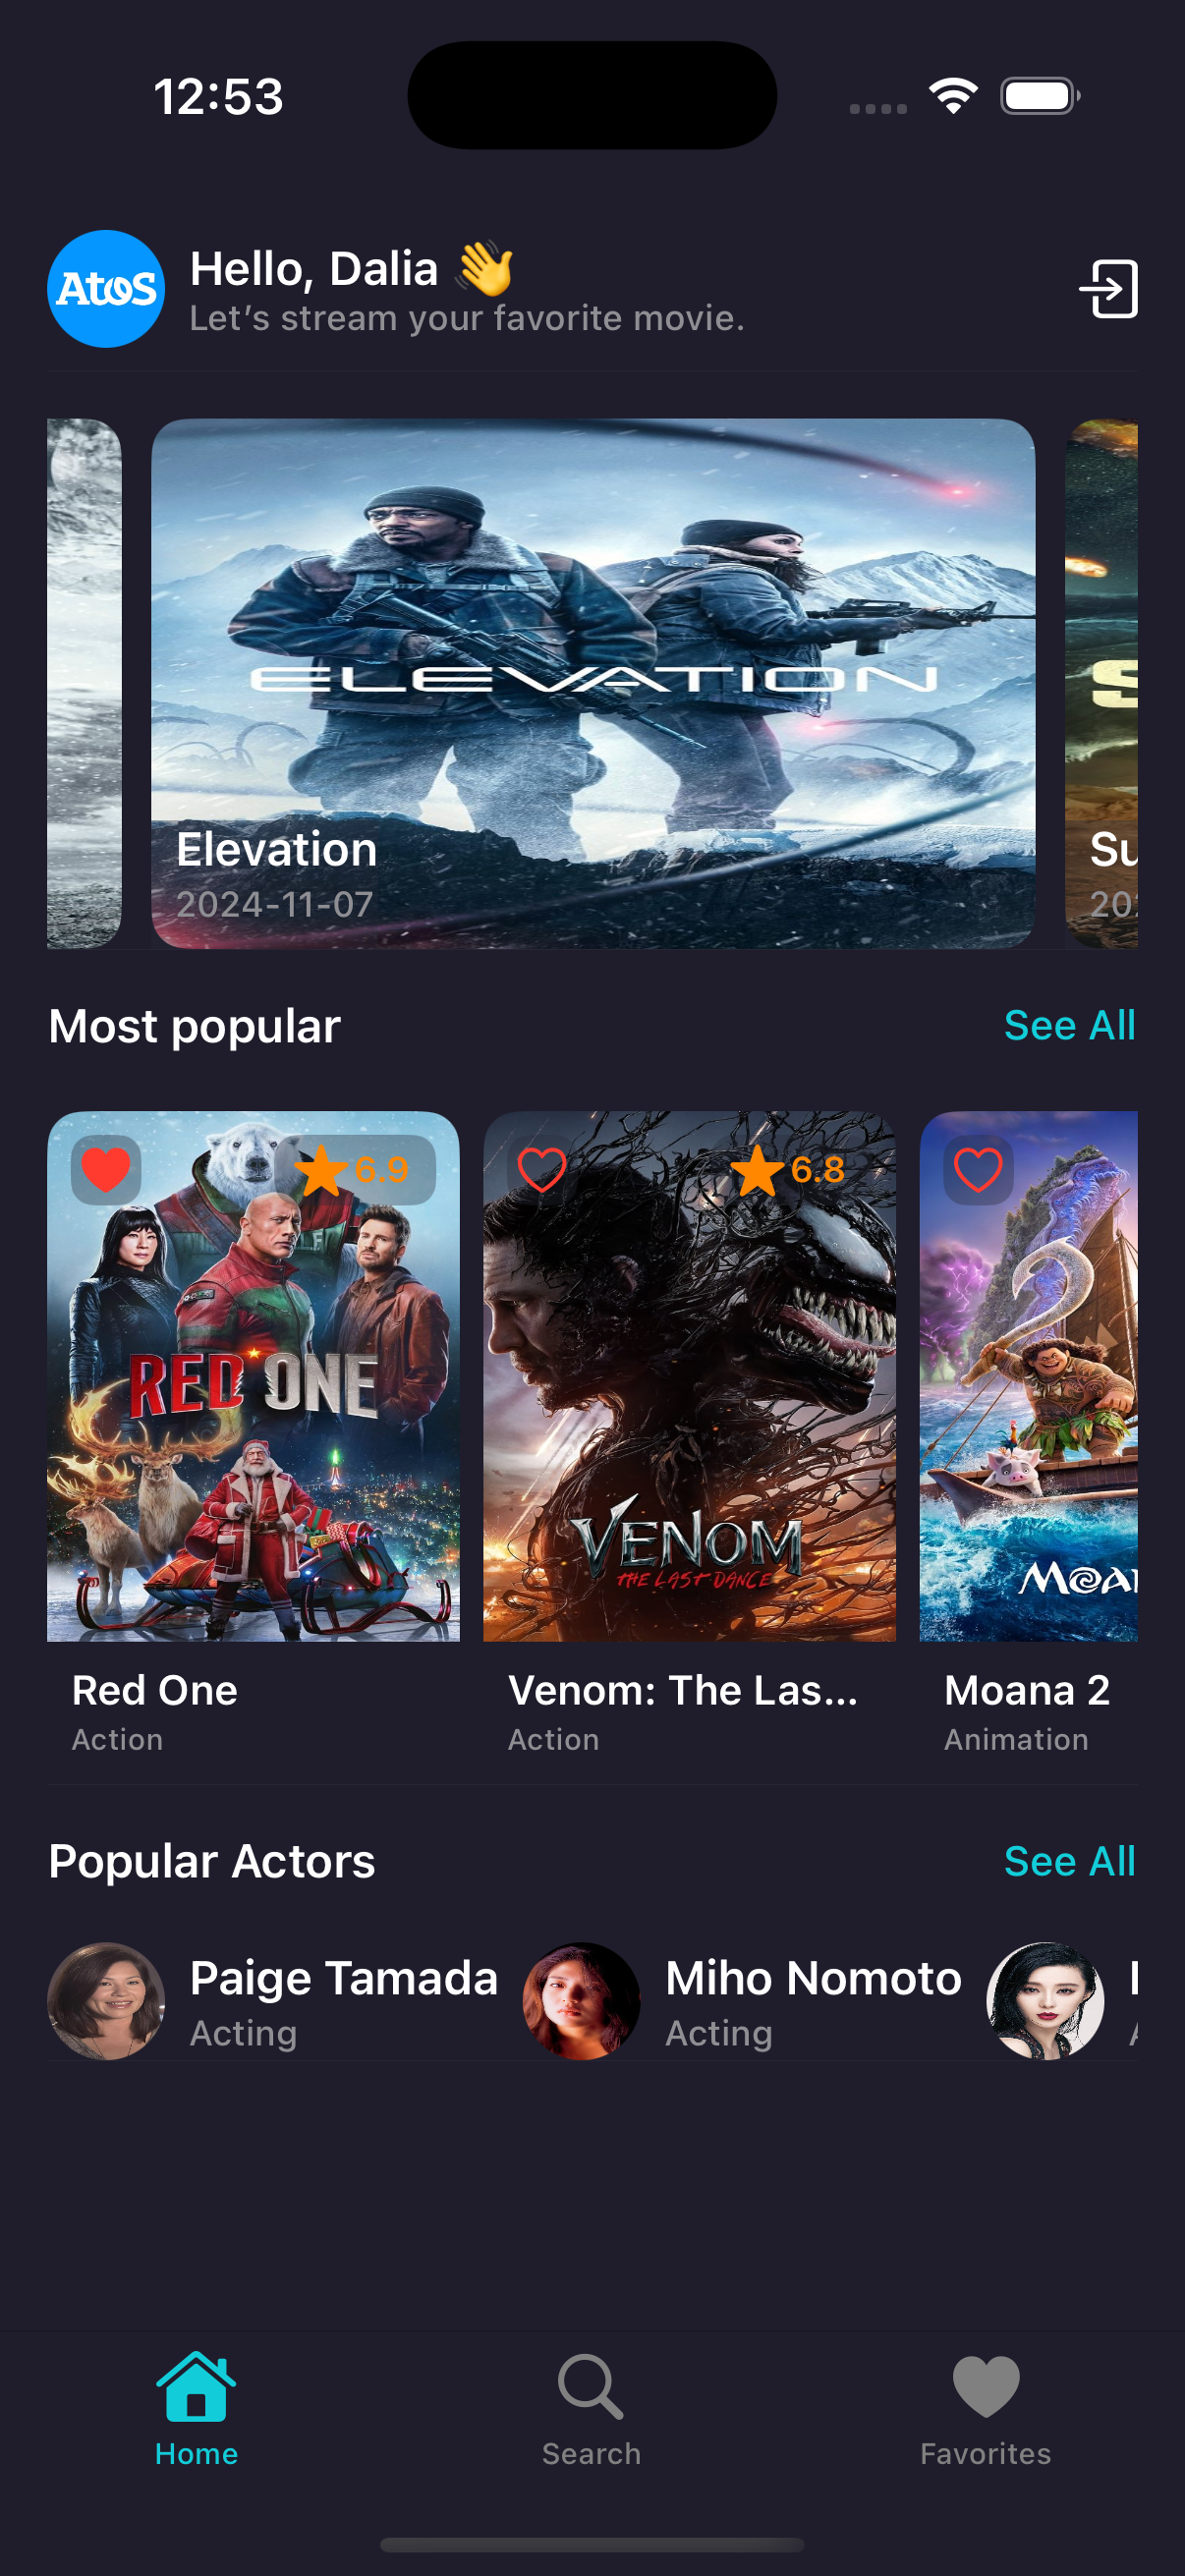 12:53
Atos
Hello, Dalia 👋
Let's stream your favorite movie.
ELEVATION
Elevation
2024-11-07
S
Su
202
Most popular
See All
6.9
6.8
RED ONE
VENOM
THE LAST DANCE
MOA
Red One
Venom: The Las...
Moana 2
Action
Action
Animation
Popular Actors
See All
Paige Tamada
Acting
Miho Nomoto
Acting
Home
Search
Favorites